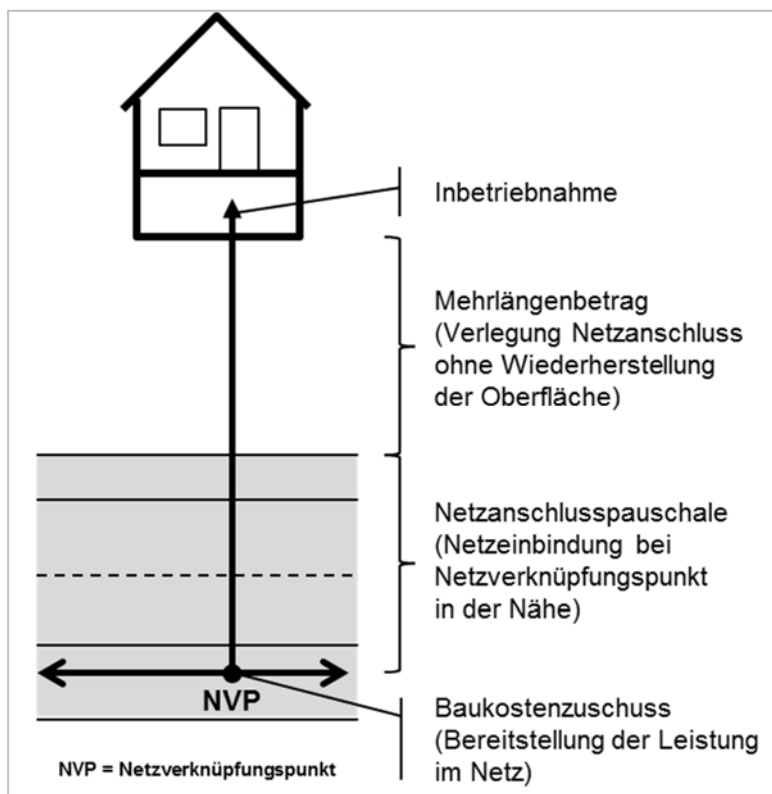 Inbetriebnahme
Mehrlängenbetrag
(Verlegung Netzanschluss
ohne Wiederherstellung
der Oberfläche)
Netzanschlusspauschale
(Netzeinbindung bei
Netzverknüpfungspunkt
in der Nähe)
NVP
Baukostenzuschuss
(Bereitstellung der Leistung
im Netz)
NVP = Netzverknüpfungspunkt